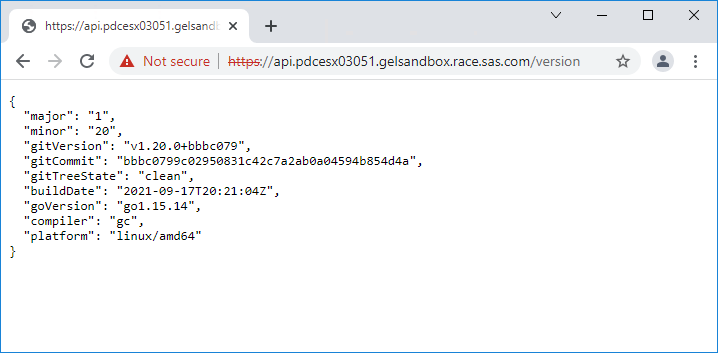 https://api.pdcesx03051.gelsandb
Not secure | https://api.pdcesx03051.gelsandbox.race.sas.com/version
{
  "major": "1",
  "minor": "20",
  "gitVersion": "v1.20.0+bbbc079",
  "gitCommit": "bbbc0799c02950831c42c7a2ab0a04594b854d4a",
  "gitTreeState": "clean",
  "buildDate": "2021-09-17T20:21:04Z",
  "goVersion": "go1.15.14",
  "compiler": "gc",
  "platform": "linux/amd64"
}